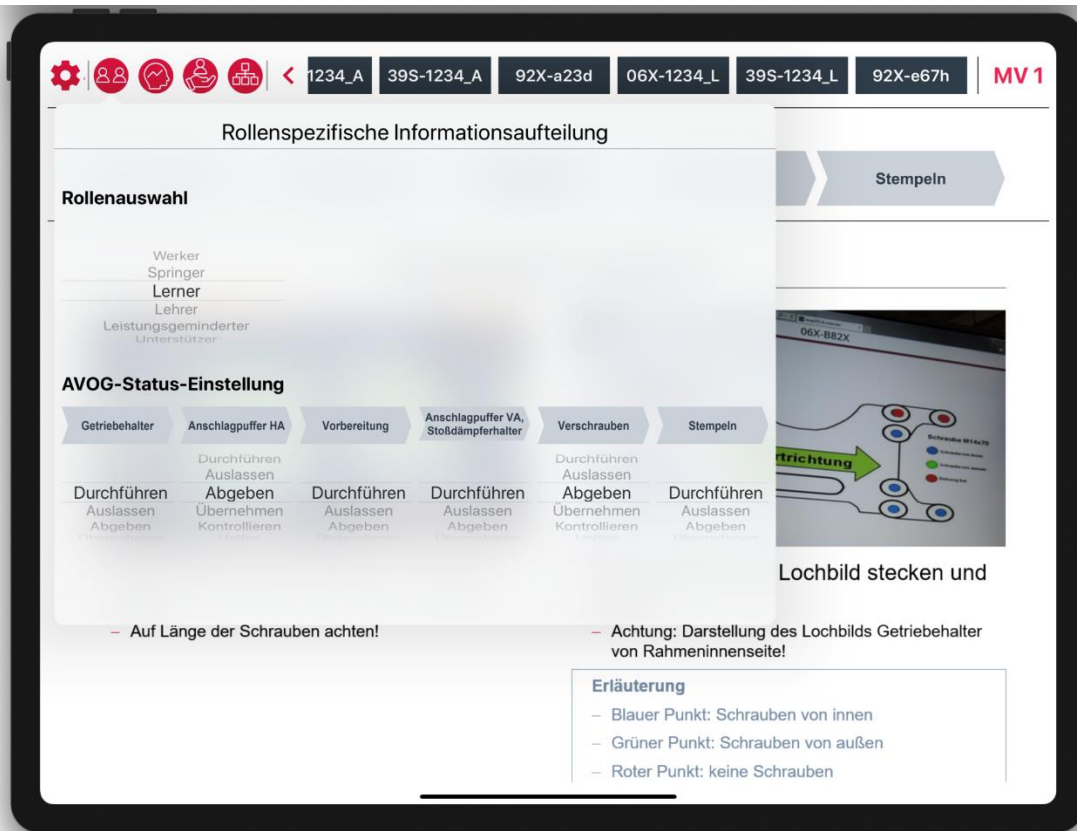 1234_A
39S-1234_A
92X-a23d
06X-1234_L
39S-1234_L
92X-e67h
MV 1
Rollenspezifische Informationsaufteilung
Stempeln
Rollenauswahl
Werker
Springer
Lerner
Lehrer
Leistungsgeminderter
Unterstützer
AVOG-Status-Einstellung
Getriebehalter
Anschlagpuffer HA
Vorbereitung
Anschlagpuffer VA,
Stoßdämpferhalter
Verschrauben
Stempeln
Durchführen
Durchführen
Auslassen
Auslassen
Durchführen
Abgeben
Durchführen
Durchführen
Abgeben
Durchführen
Auslassen
Übernehmen
Auslassen
Auslassen
Übernehmen
Auslassen
Abgeben
Kontrollieren
Abgeben
Abgeben
Kontrollieren
Abgeben
06X-B82X
Schraube M14x70
rtrichtung
Lochbild stecken und
– Auf Länge der Schrauben achten!
– Achtung: Darstellung des Lochbilds Getriebehalter
von Rahmeninnenseite!
Erläuterung
– Blauer Punkt: Schrauben von innen
– Grüner Punkt: Schrauben von außen
– Roter Punkt: keine Schrauben